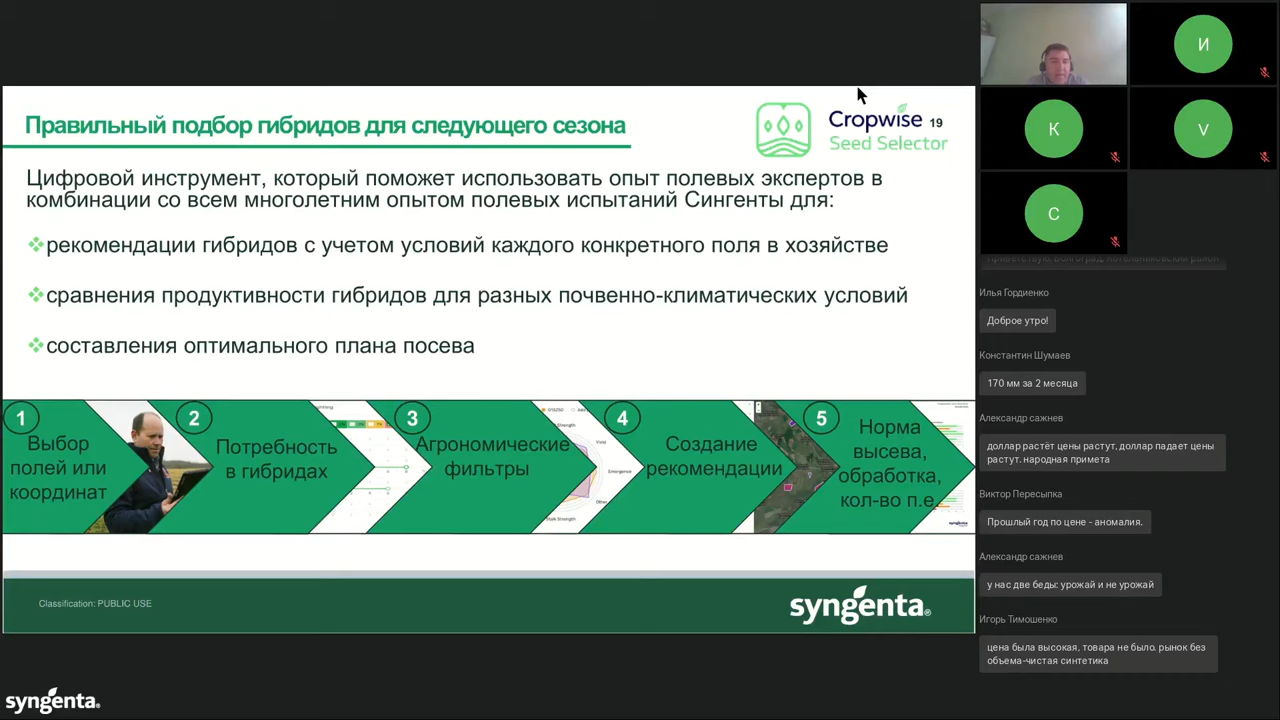 Правильный подбор гибридов для следующего сезона
Cropwise 19
Seed Selector
Цифровой инструмент, который поможет использовать опыт полевых экспертов в
комбинации со всем многолетним опытом полевых испытаний Сингенты для:
рекомендации гибридов с учетом условий каждого конкретного поля в хозяйстве
сравнения продуктивности гибридов для разных почвенно-климатических условий
составления оптимального плана посева
1
Выбор
полей или
координат
2
Потребность
в гибридах
3
Агрономические
фильтры
Yield
Emergence
Stalk Strength
4
Создание
рекомендации
5
Норма
высева,
обработка,
кол-во п.е.
syngenta
Classification: PUBLIC USE
syngenta®
syngenta®
И
К
V
С
Илья Гордиенко
Доброе утро!
Константин Шумаев
170 мм за 2 месяца
Александр сажнев
доллар растёт цены растут, доллар падает цены
растут. народная примета
Виктор Пересыпка
Прошлый год по цене - аномалия.
Александр сажнев
у нас две беды: урожай и не урожай
Игорь Тимошенко
цена была высокая, товара не было. рынок без
объема-чистая синтетика